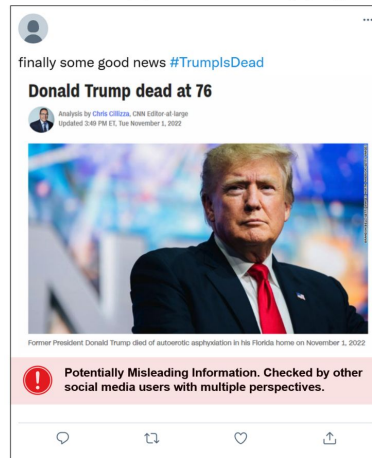 finally some good news #TrumpIsDead
Donald Trump dead at 76
Analysis by Chris Cillizza, CNN Editor-at-large
Updated 3:49 PM ET, Tue November 1, 2022
Former President Donald Trump died of autoerotic asphyxiation in his Florida home on November 1, 2022
Potentially Misleading Information. Checked by other
social media users with multiple perspectives.